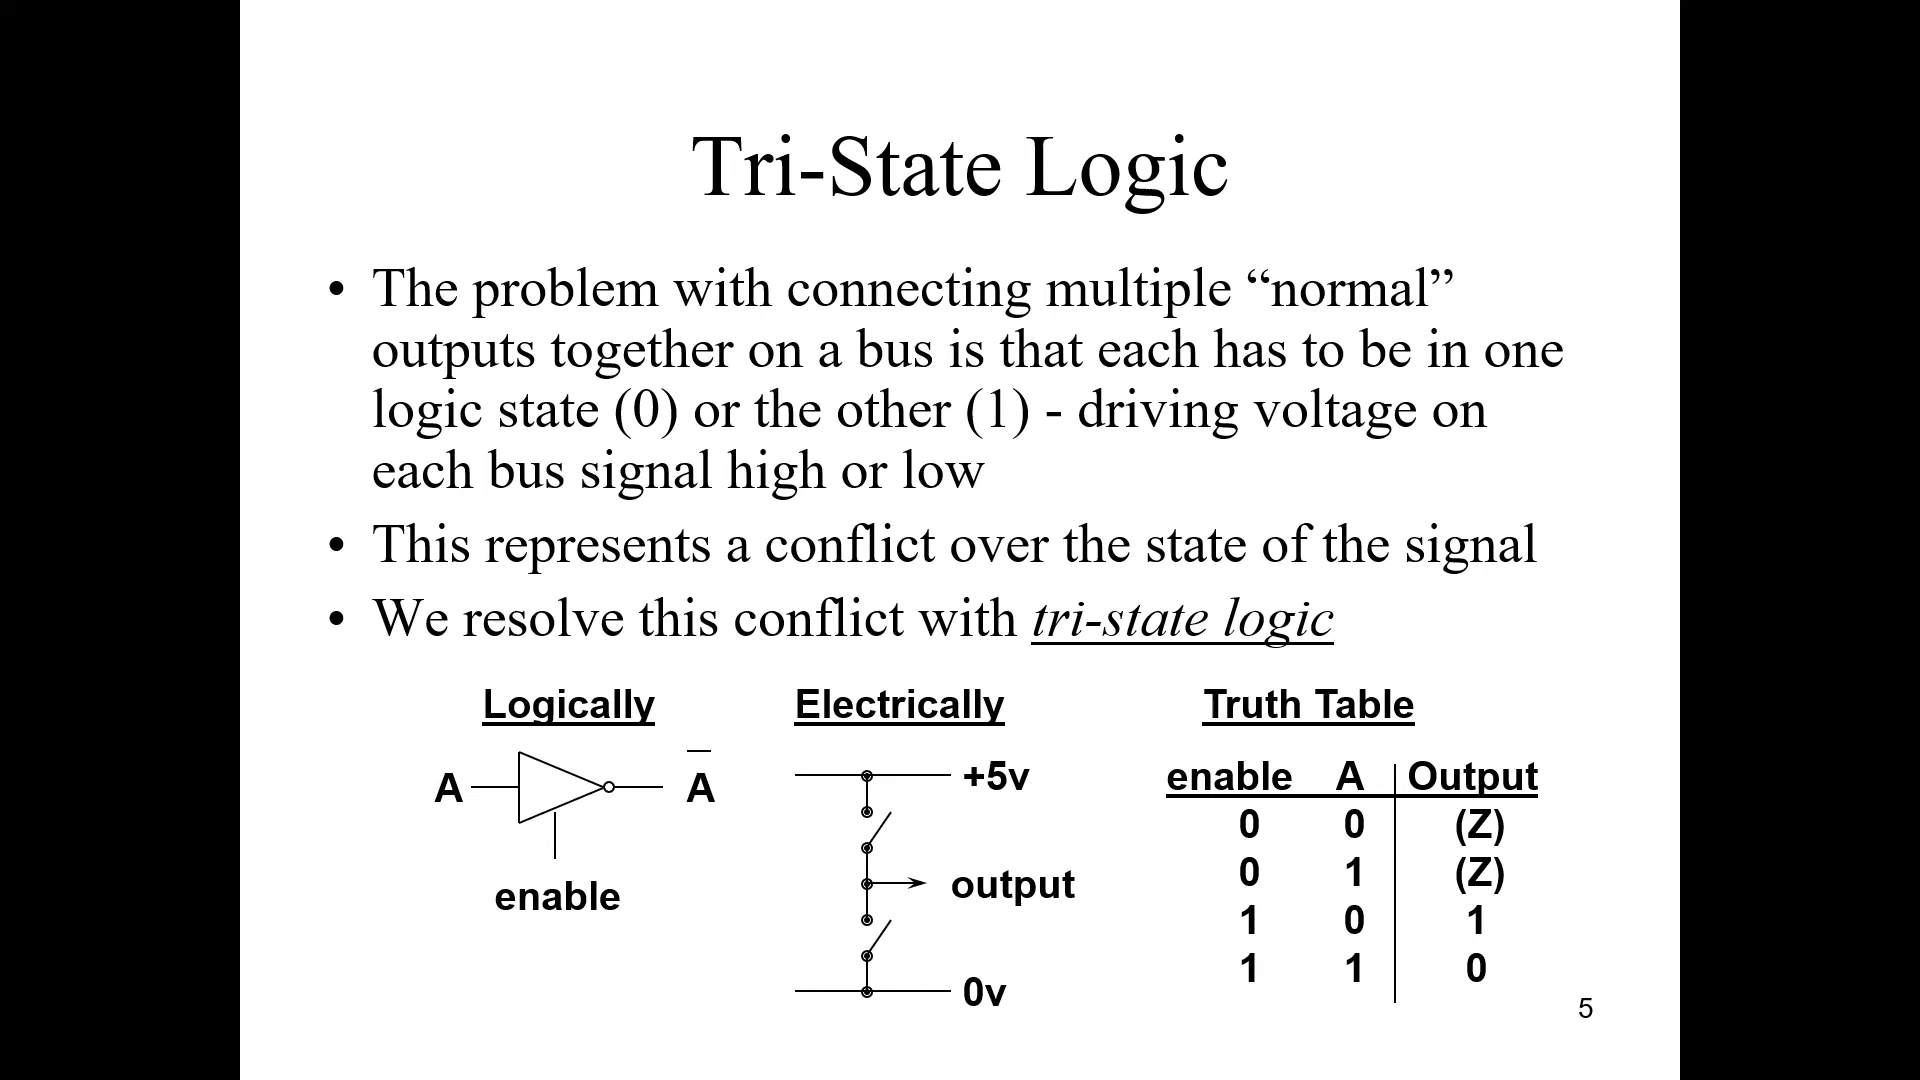 Tri-State Logic
• The problem with connecting multiple “normal”
outputs together on a bus is that each has to be in one
logic state (0) or the other (1) - driving voltage on
each bus signal high or low
• This represents a conflict over the state of the signal
• We resolve this conflict with tri-state logic
Logically
A A̅
enable
Electrically
+5v
output
0v
Truth Table
enable A Output
0 0 (Z)
0 1 (Z)
1 0 1
1 1 0
5